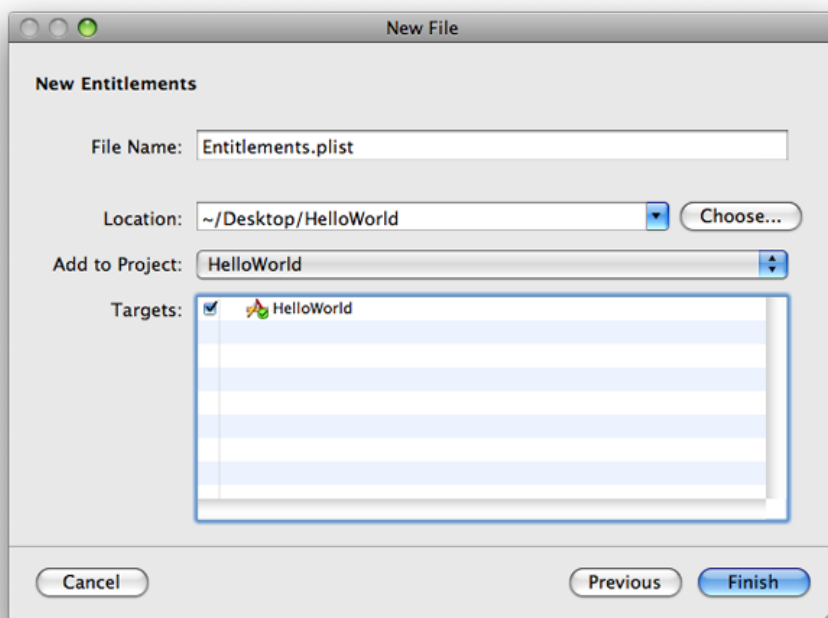 New File
New Entitlements
File Name: Entitlements.plist
Location: ~/Desktop/HelloWorld Choose...
Add to Project: HelloWorld
Targets: HelloWorld
Cancel Previous Finish